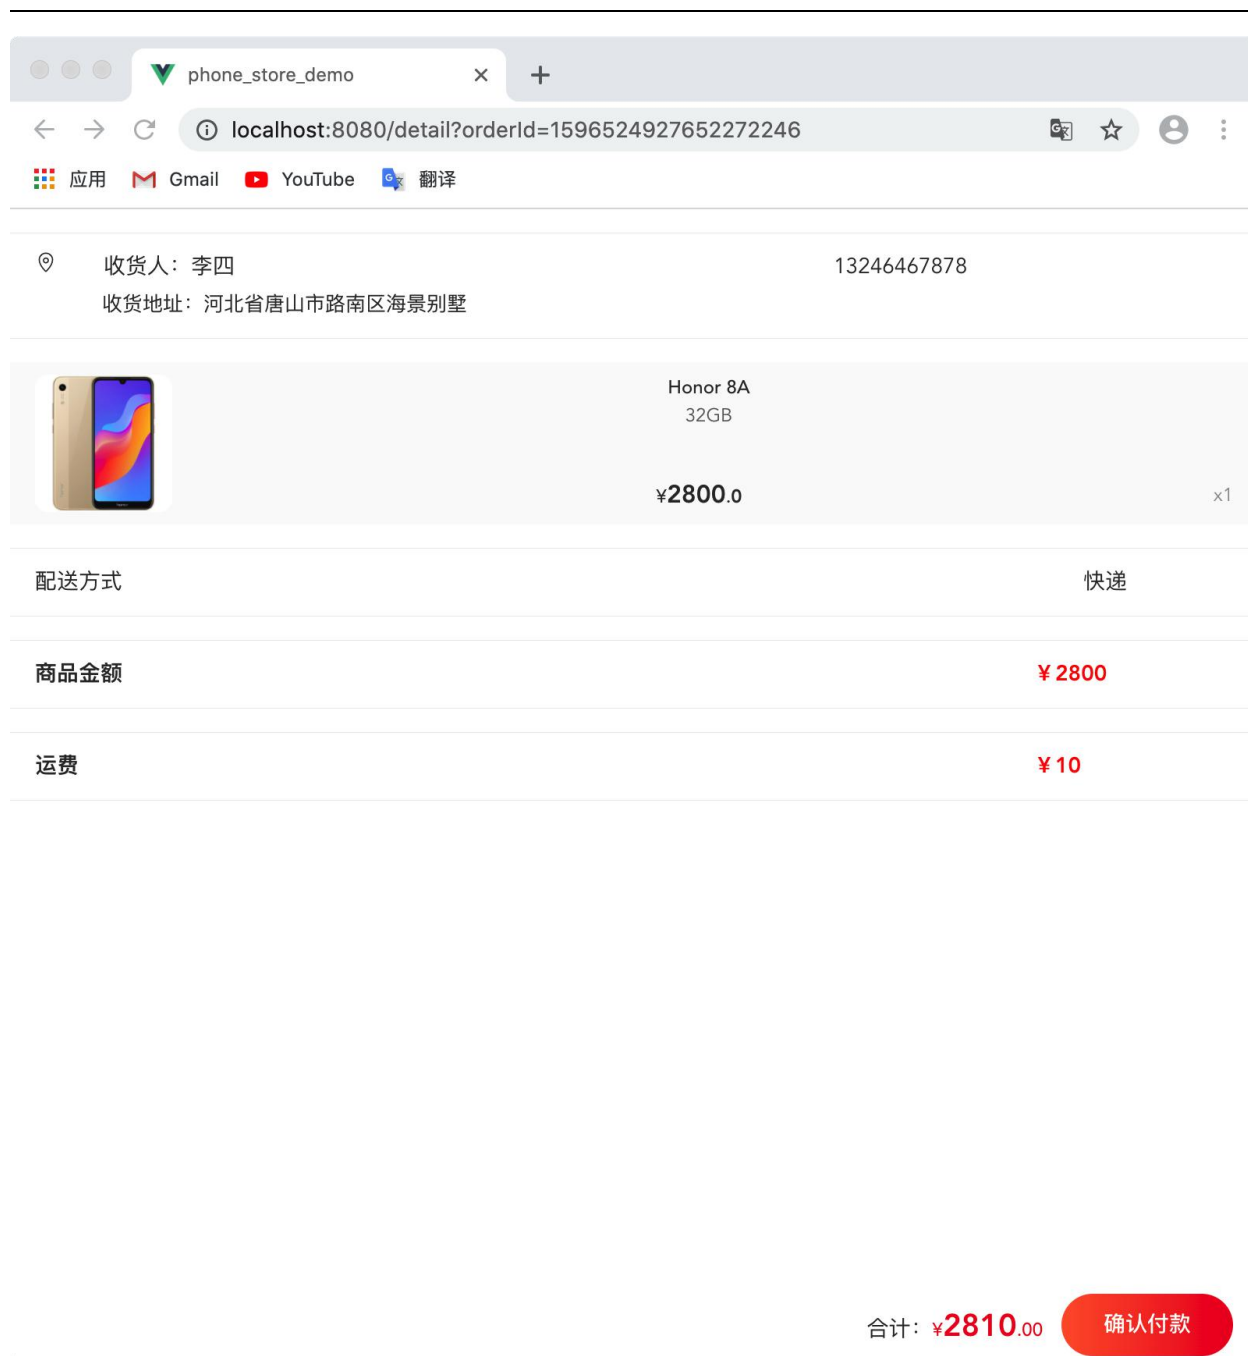 phone_store_demo
localhost:8080/detail?orderId=1596524927652272246
应用 Gmail YouTube 翻译
收货人：李四 13246467878
收货地址：河北省唐山市路南区海景别墅
Honor 8A
32GB
¥2800.0 x1
配送方式 快递
商品金额 ¥ 2800
运费 ¥ 10
合计：¥2810.00 确认付款